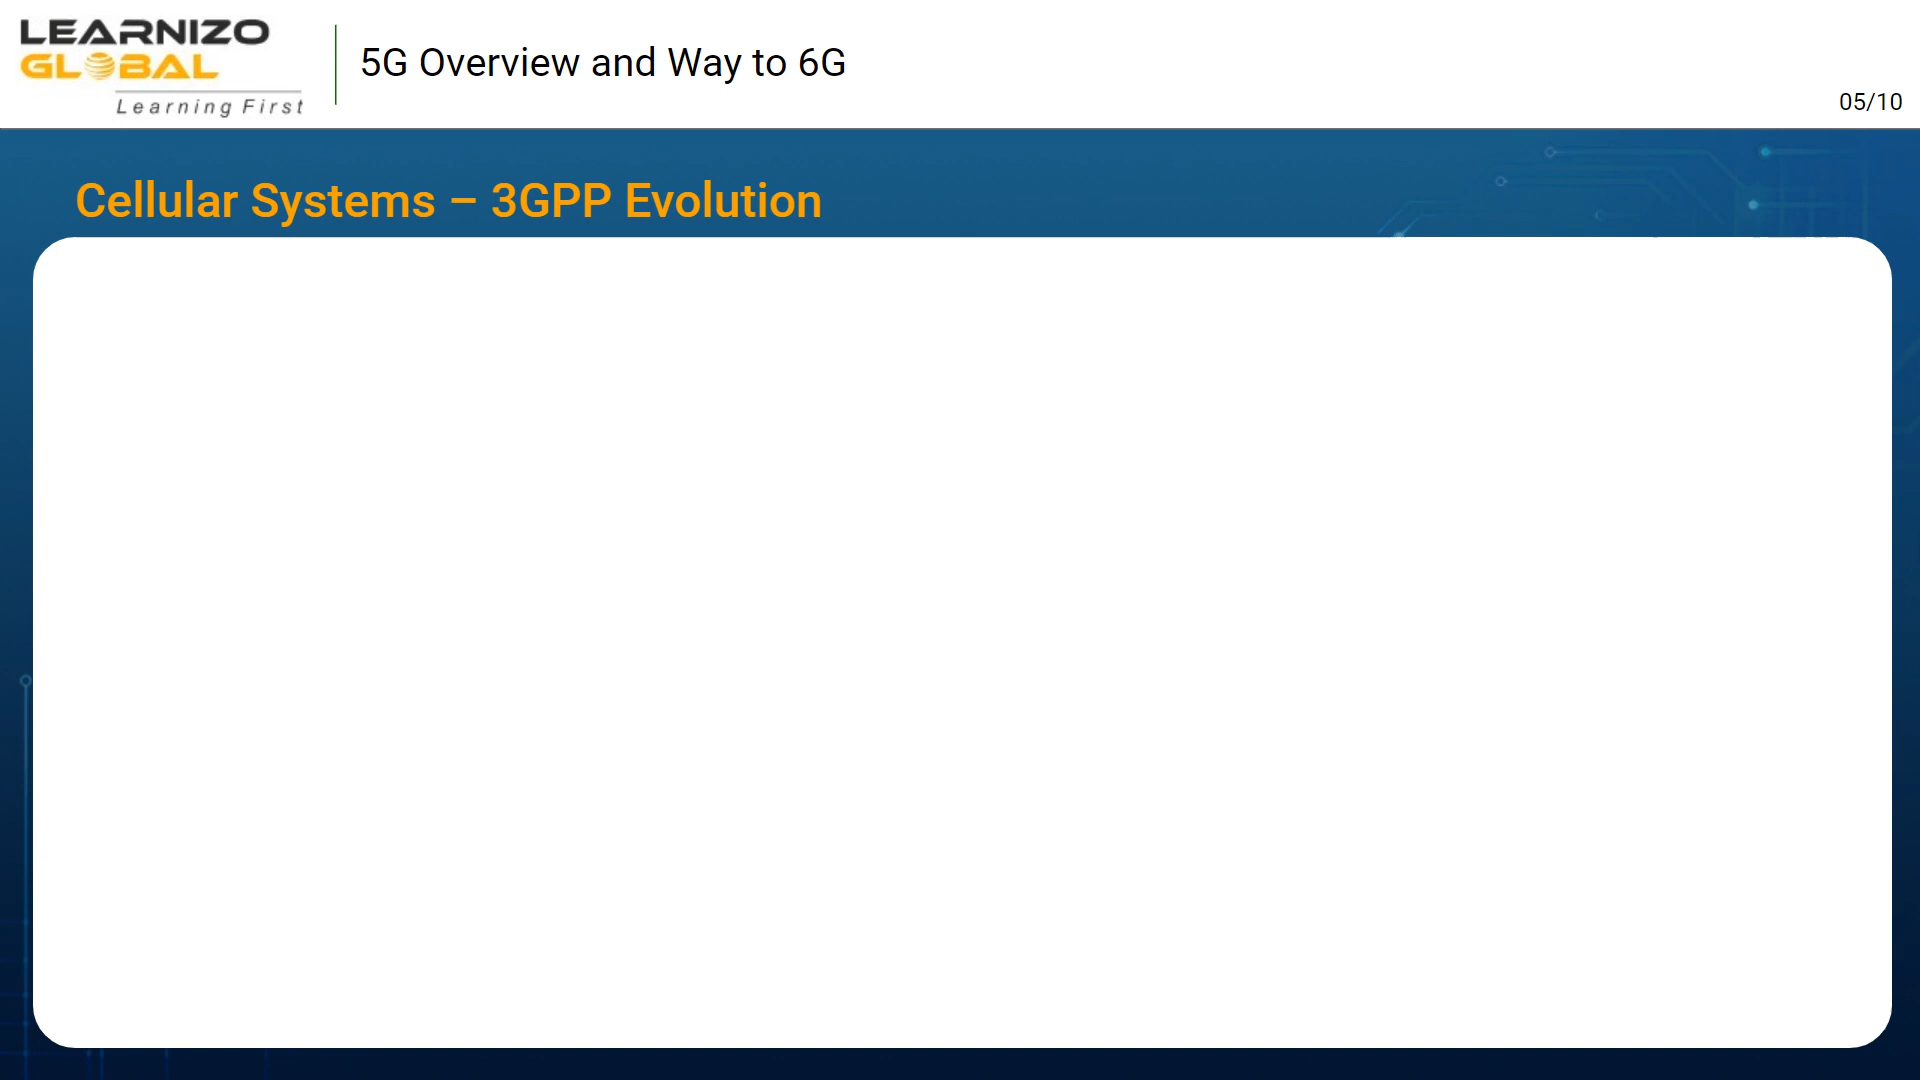 LEARNIZO
GLOBAL
Learning First
5G Overview and Way to 6G
05/10
Cellular Systems – 3GPP Evolution